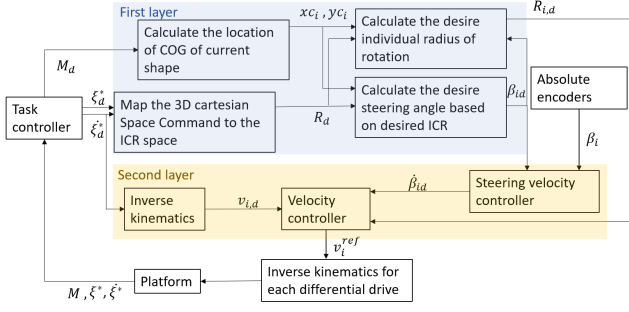 First layer
xc_i , yc_i
R_{i,d}
Calculate the location
of COG of current
shape
Calculate the desire
individual radius of
rotation
M_d
ξ_d^*
ξ̇_d^*
Task
controller
Map the 3D cartesian
Space Command to the
ICR space
R_d
Calculate the desire
steering angle based
on desired ICR
β_{id}
Absolute
encoders
β_i
Second layer
Inverse
kinematics
v_{i,d}
Velocity
controller
β̇_{id}
Steering velocity
controller
v_i^{ref}
Inverse kinematics for
each differential drive
Platform
M , ξ^*, ξ̇^*